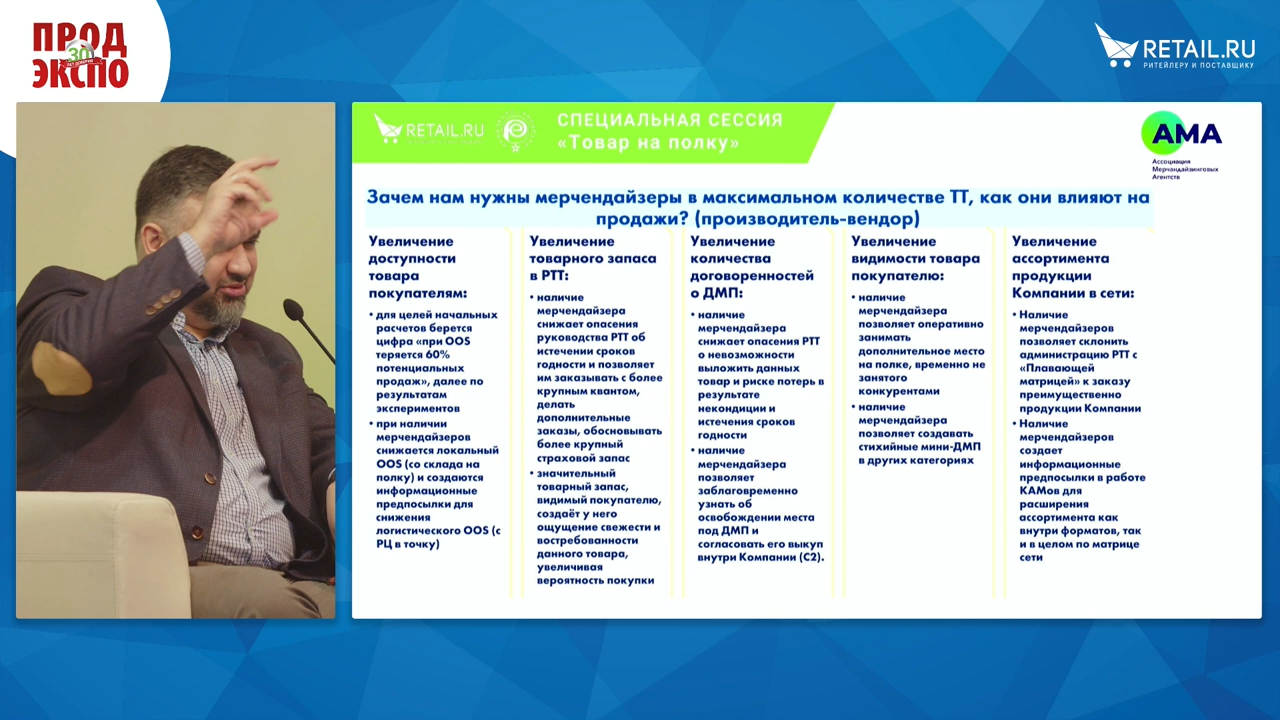 ПРОД
30
ЛЕТ ДОВЕРИЯ
ЭКСПО
RETAIL.RU
РИТЕЙЛЕРУ И ПОСТАВЩИКУ
RETAIL.RU
СПЕЦИАЛЬНАЯ СЕССИЯ
«Товар на полку»
АМА
Ассоциация
Мерчандайзинговых
Агентств
Зачем нам нужны мерчендайзеры в максимальном количестве ТТ, как они влияют на
продажи? (производитель-вендор)
Увеличение
доступности
товара
покупателям:
• для целей начальных
расчетов берется
цифра «при OOS
теряется 60%
потенциальных
продаж», далее по
результатам
экспериментов
• при наличии
мерчендайзеров
снижается локальный
OOS (со склада на
полку) и создаются
информационные
предпосылки для
снижения
логистического OOS (с
РЦ в точку)
Увеличение
товарного запаса
в РТТ:
• наличие
мерчендайзера
снижает опасения
руководства РТТ об
истечении сроков
годности и позволяет
им заказывать с более
крупным квантом,
делать
дополнительные
заказы, обосновывать
более крупный
страховой запас
• значительный
товарный запас,
видимый покупателю,
создаёт у него
ощущение свежести и
востребованности
данного товара,
увеличивая
вероятность покупки
Увеличение
количества
договоренностей
о ДМП:
• наличие
мерчендайзера
снижает опасения РТТ
о невозможности
выложить данных
товар и риске потерь в
результате
некондиции и
истечения сроков
годности
• наличие
мерчендайзера
позволяет
заблаговременно
узнать об
освобождении места
под ДМП и
согласовать его выкуп
внутри Компании (С2).
Увеличение
видимости товара
покупателю:
• наличие
мерчендайзера
позволяет оперативно
занимать
дополнительное место
на полке, временно не
занятого
конкурентами
• наличие
мерчендайзера
позволяет создавать
стихийные мини-ДМП
в других категориях
Увеличение
ассортимента
продукции
Компании в сети:
• Наличие
мерчендайзеров
позволяет склонить
администрацию РТТ с
«Плавающей
матрицей» к заказу
преимущественно
продукции Компании
• Наличие
мерчендайзеров
создает
информационные
предпосылки в работе
КАМов для
расширения
ассортимента как
внутри форматов, так
и в целом по матрице
сети